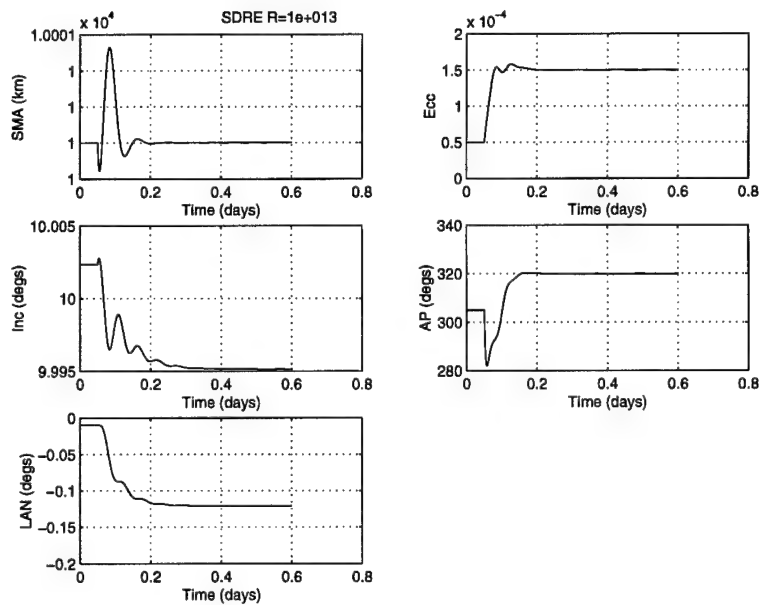 SDRE R=1e+013
x 10^4
1.0001
1
1
1
1
SMA (km)
0 0.2 0.4 0.6 0.8
Time (days)
x 10^-4
2
1.5
1
0.5
0
Ecc
0 0.2 0.4 0.6 0.8
Time (days)
10.005
10
9.995
Inc (degs)
0 0.2 0.4 0.6 0.8
Time (days)
340
320
300
280
AP (degs)
0 0.2 0.4 0.6 0.8
Time (days)
0
-0.05
-0.1
-0.15
-0.2
LAN (degs)
0 0.2 0.4 0.6 0.8
Time (days)